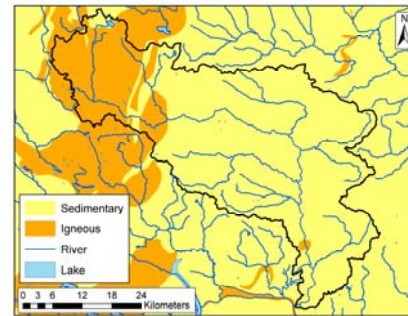 N
Sedimentary
Igneous
River
Lake
0 3 6 12 18 24
Kilometers